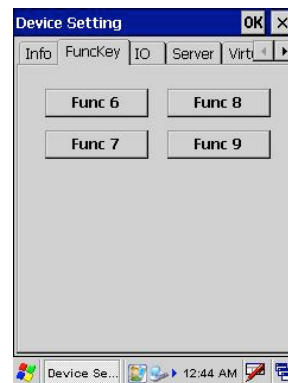 Device Setting OK
Info FuncKey IO Server Virt
Func 6 Func 8
Func 7 Func 9
Device Se... 12:44 AM